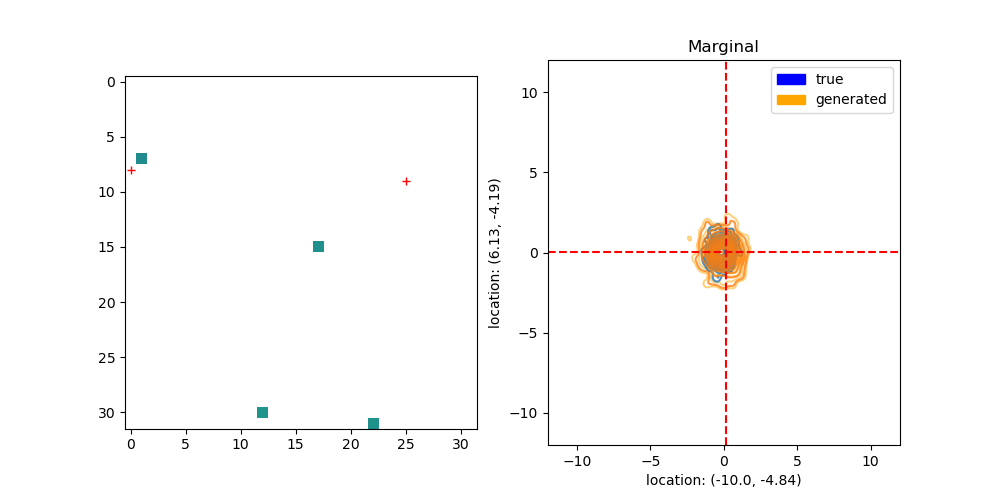 Marginal
0
5
10
15
20
25
30
0 5 10 15 20 25 30
location: (6.13, -4.19)
10
5
0
−5
−10
true
generated
−10 −5 0 5 10
location: (-10.0, -4.84)